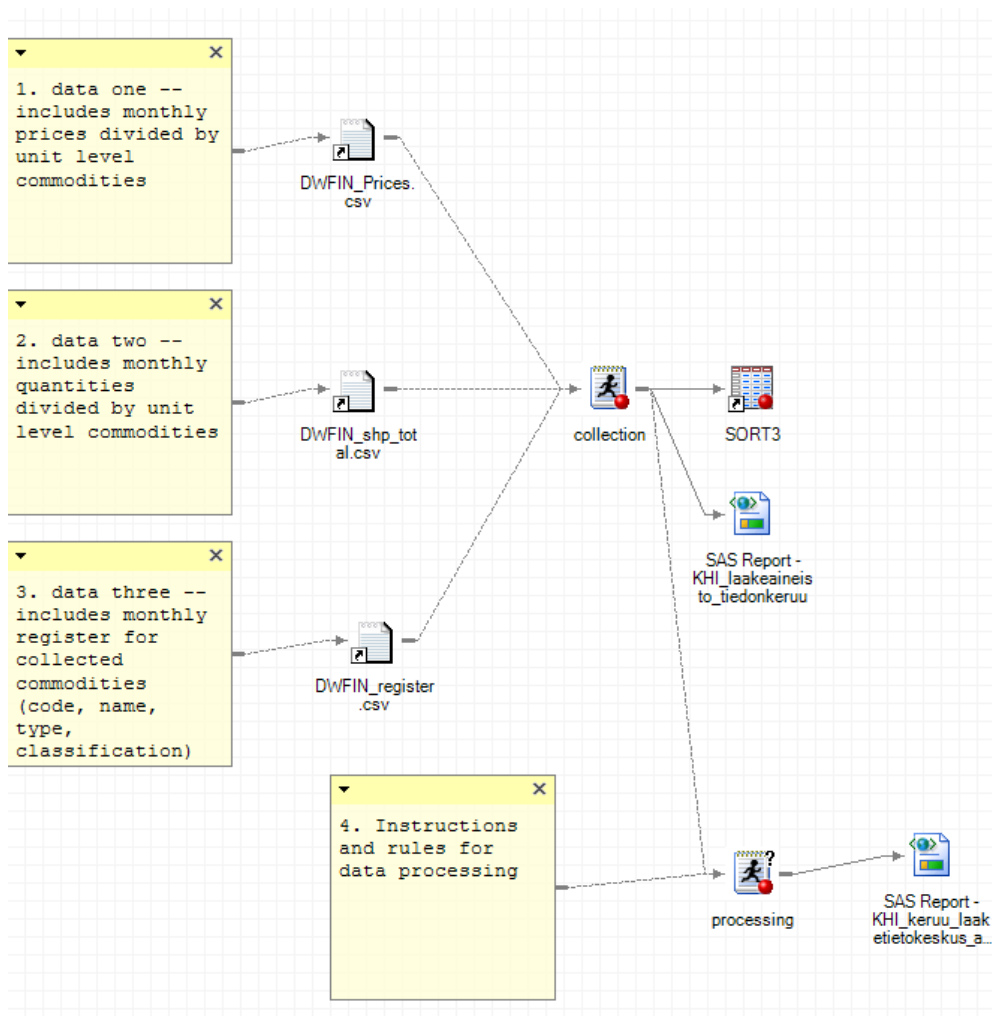 1. data one --
includes monthly
prices divided by
unit level
commodities
DWFIN_Prices.
csv
2. data two --
includes monthly
quantities
divided by unit
level commodities
DWFIN_shp_tot
al.csv
collection
SORT3
SAS Report -
KHI_laakeaineis
to_tiedonkeruu
3. data three --
includes monthly
register for
collected
commodities
(code, name,
type,
classification)
DWFIN_register
.csv
4. Instructions
and rules for
data processing
processing
SAS Report -
KHI_keruu_laak
etietokeskus_a...